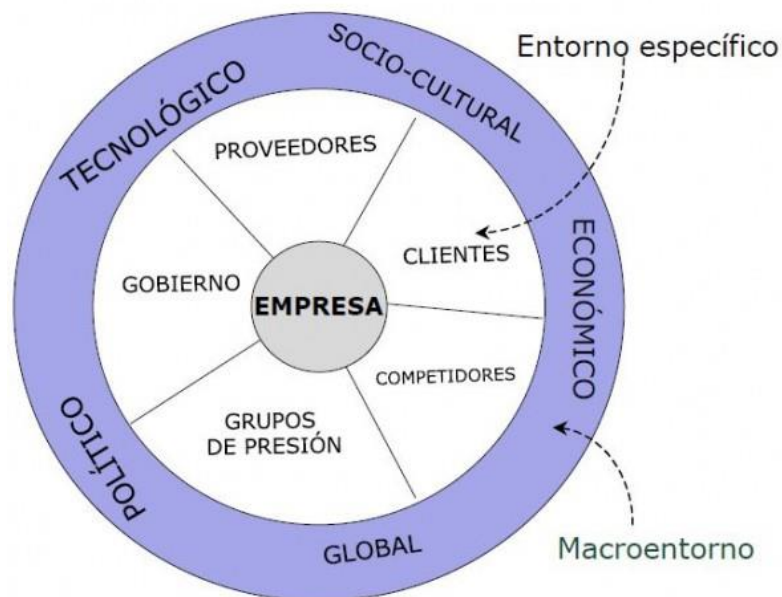 SOCIO-CULTURAL
Entorno específico
TECNOLÓGICO
PROVEEDORES
CLIENTES
ECONÓMICO
GOBIERNO
EMPRESA
COMPETIDORES
GRUPOS
DE PRESIÓN
POLÍTICO
GLOBAL
Macroentorno